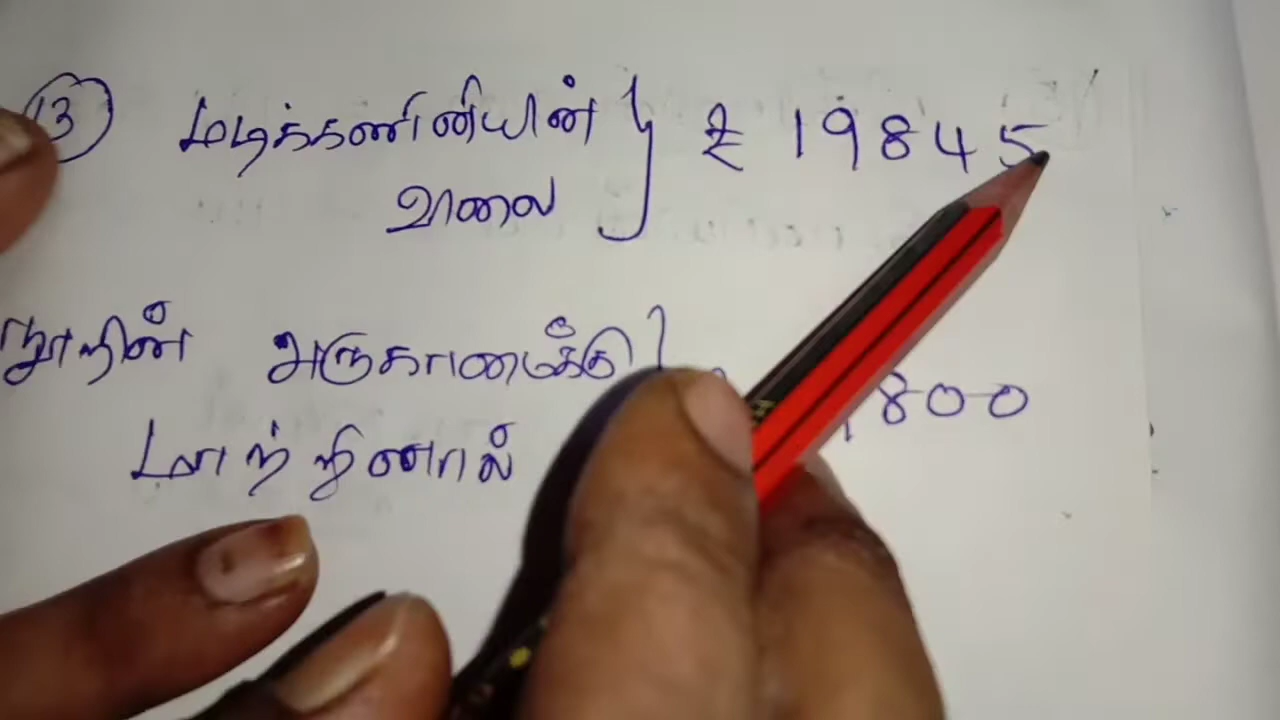 13 மடிக்கணினியின் } ₹ 19845
விலை
நூறின் அருகாமைக்கு }
மாற்றினால் 800